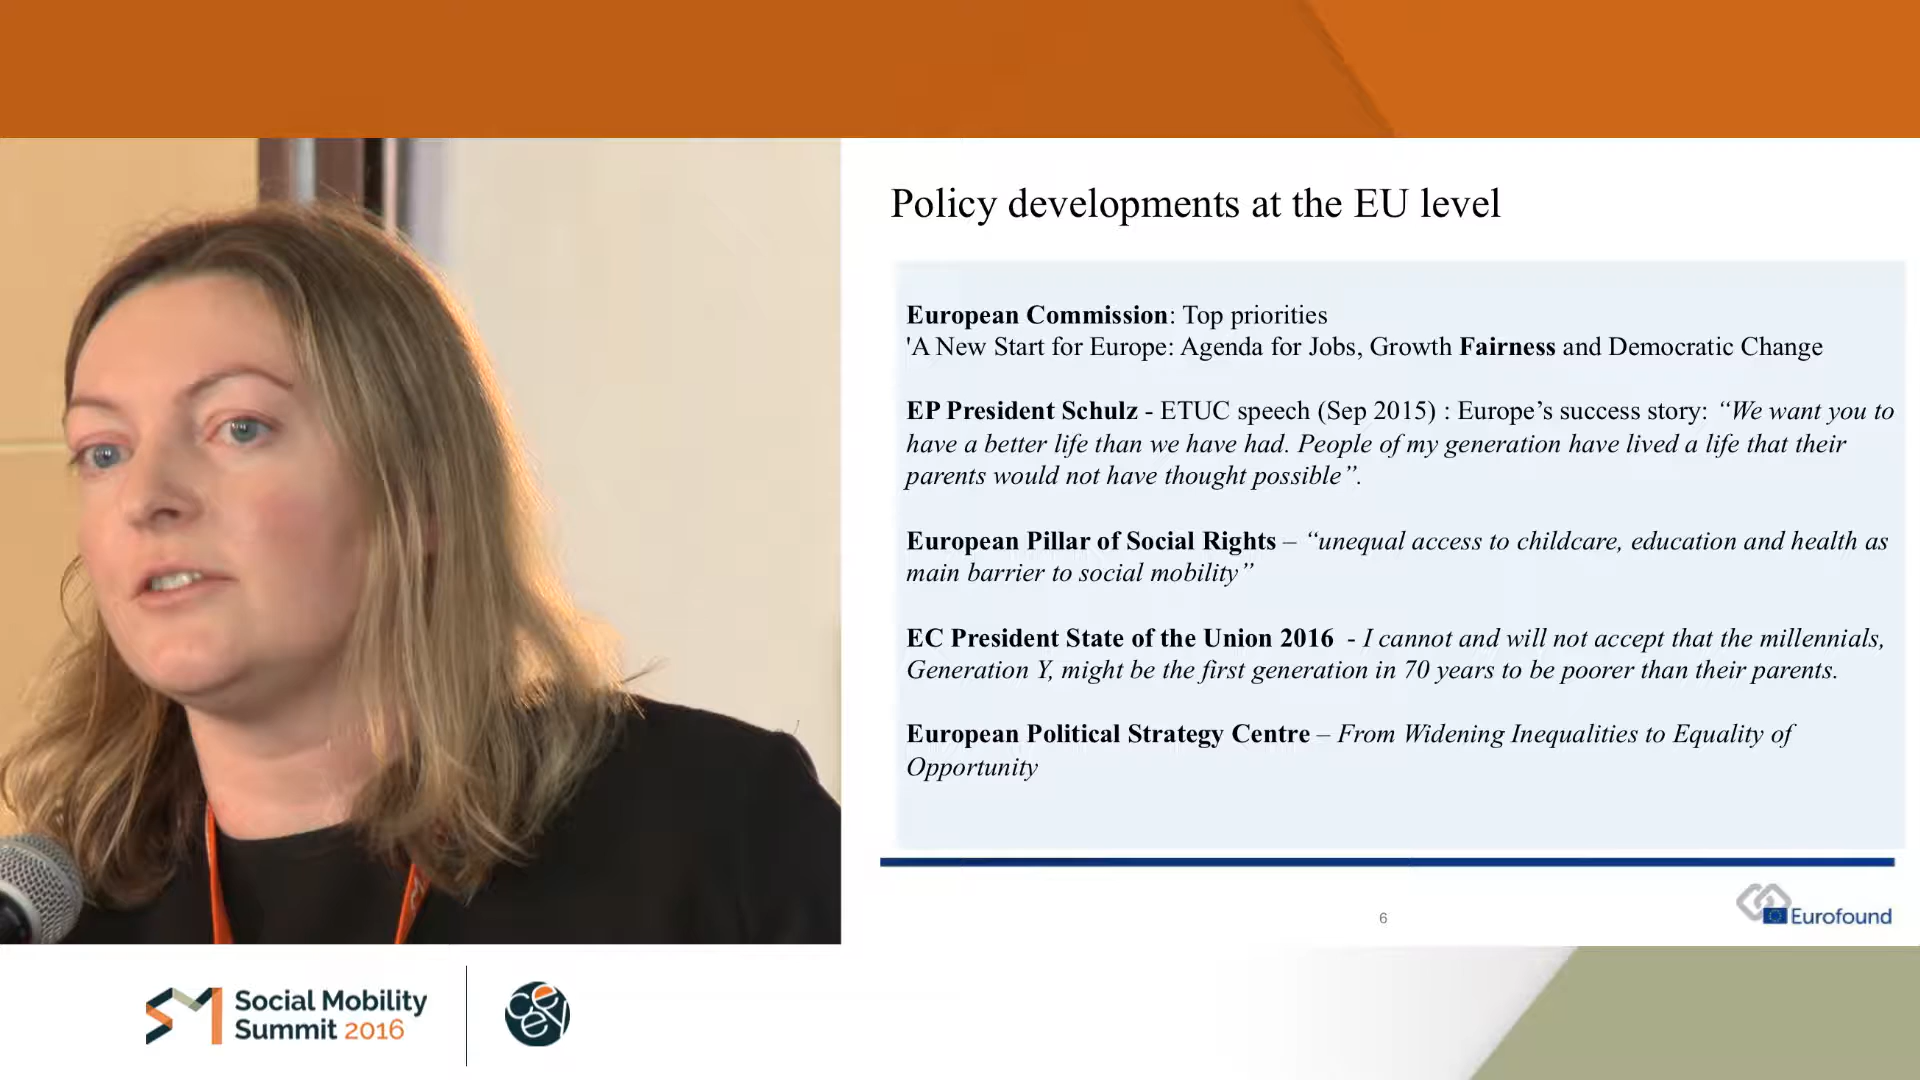 Policy developments at the EU level
European Commission: Top priorities
'A New Start for Europe: Agenda for Jobs, Growth Fairness and Democratic Change
EP President Schulz - ETUC speech (Sep 2015) : Europe’s success story: “We want you to
have a better life than we have had. People of my generation have lived a life that their
parents would not have thought possible”.
European Pillar of Social Rights – “unequal access to childcare, education and health as
main barrier to social mobility”
EC President State of the Union 2016  - I cannot and will not accept that the millennials,
Generation Y, might be the first generation in 70 years to be poorer than their parents.
European Political Strategy Centre – From Widening Inequalities to Equality of
Opportunity
6
Eurofound
SM
Social Mobility
Summit 2016
ceey